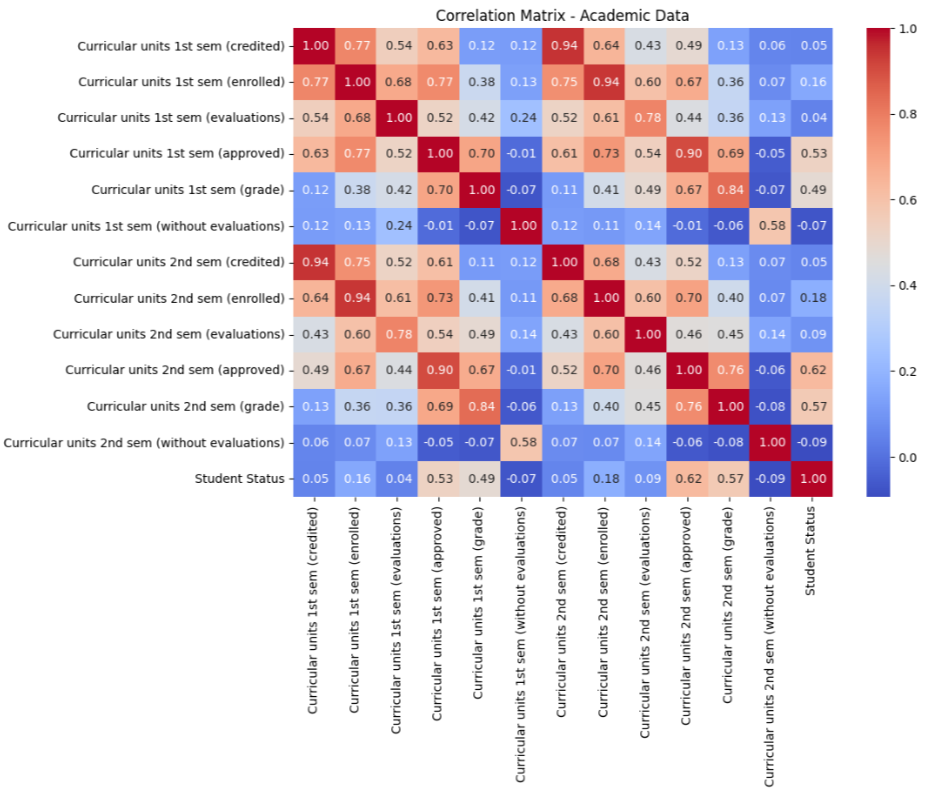 Correlation Matrix - Academic Data
Curricular units 1st sem (credited) 1.00 0.77 0.54 0.63 0.12 0.12 0.94 0.64 0.43 0.49 0.13 0.06 0.05
Curricular units 1st sem (enrolled) 0.77 1.00 0.68 0.77 0.38 0.13 0.75 0.94 0.60 0.67 0.36 0.07 0.16
Curricular units 1st sem (evaluations) 0.54 0.68 1.00 0.52 0.42 0.24 0.52 0.61 0.78 0.44 0.36 0.13 0.04
Curricular units 1st sem (approved) 0.63 0.77 0.52 1.00 0.70 -0.01 0.61 0.73 0.54 0.90 0.69 -0.05 0.53
Curricular units 1st sem (grade) 0.12 0.38 0.42 0.70 1.00 -0.07 0.11 0.41 0.49 0.67 0.84 -0.07 0.49
Curricular units 1st sem (without evaluations) 0.12 0.13 0.24 -0.01 -0.07 1.00 0.12 0.11 0.14 -0.01 -0.06 0.58 -0.07
Curricular units 2nd sem (credited) 0.94 0.75 0.52 0.61 0.11 0.12 1.00 0.68 0.43 0.52 0.13 0.07 0.05
Curricular units 2nd sem (enrolled) 0.64 0.94 0.61 0.73 0.41 0.11 0.68 1.00 0.60 0.70 0.40 0.07 0.18
Curricular units 2nd sem (evaluations) 0.43 0.60 0.78 0.54 0.49 0.14 0.43 0.60 1.00 0.46 0.45 0.14 0.09
Curricular units 2nd sem (approved) 0.49 0.67 0.44 0.90 0.67 -0.01 0.52 0.70 0.46 1.00 0.76 -0.06 0.62
Curricular units 2nd sem (grade) 0.13 0.36 0.36 0.69 0.84 -0.06 0.13 0.40 0.45 0.76 1.00 -0.08 0.57
Curricular units 2nd sem (without evaluations) 0.06 0.07 0.13 -0.05 -0.07 0.58 0.07 0.07 0.14 -0.06 -0.08 1.00 -0.09
Student Status 0.05 0.16 0.04 0.53 0.49 -0.07 0.05 0.18 0.09 0.62 0.57 -0.09 1.00
Curricular units 1st sem (credited)
Curricular units 1st sem (enrolled)
Curricular units 1st sem (evaluations)
Curricular units 1st sem (approved)
Curricular units 1st sem (grade)
Curricular units 1st sem (without evaluations)
Curricular units 2nd sem (credited)
Curricular units 2nd sem (enrolled)
Curricular units 2nd sem (evaluations)
Curricular units 2nd sem (approved)
Curricular units 2nd sem (grade)
Curricular units 2nd sem (without evaluations)
Student Status
1.0
0.8
0.6
0.4
0.2
0.0